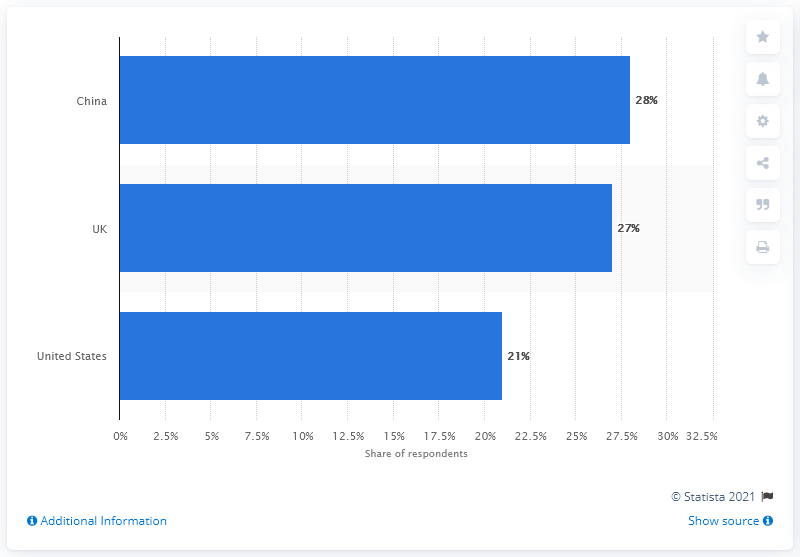 China
28%
UK
27%
United States
21%
0% 2.5% 5% 7.5% 10% 12.5% 15% 17.5% 20% 22.5% 25% 27.5% 30% 32.5%
Share of respondents
© Statista 2021
Additional Information
Show source